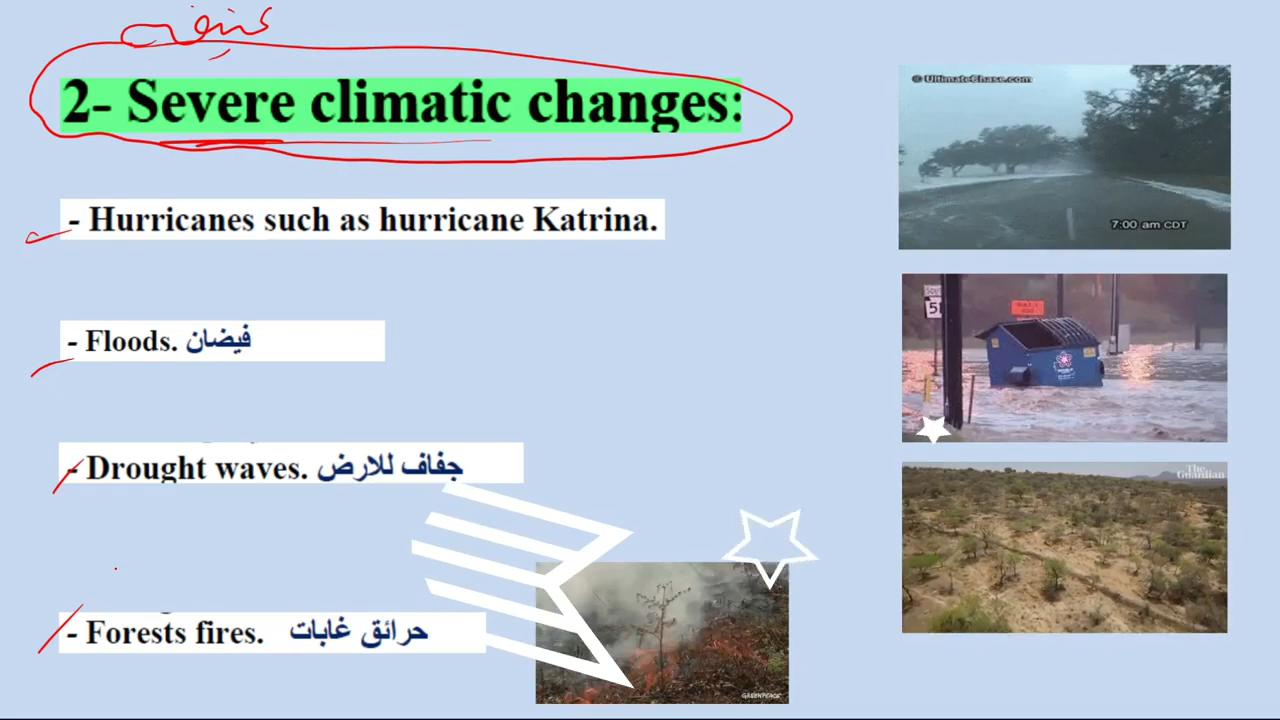 عنيفة
2- Severe climatic changes:
© UltimateChase.com
7:00 am CDT
- Hurricanes such as hurricane Katrina.
- Floods. فيضان
- Drought waves. جفاف للارض
The Guardian
- Forests fires. حرائق غابات
GREENPEACE